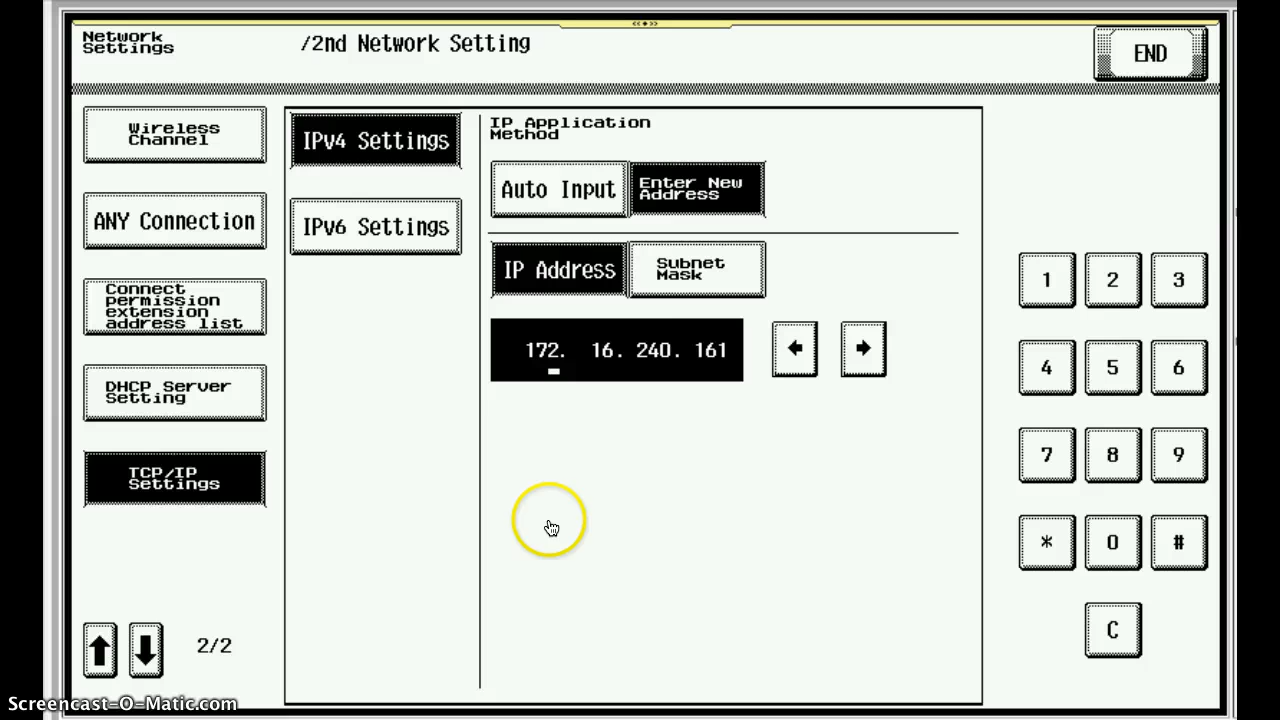 Network
Settings
/2nd Network Setting
END
Wireless
Channel
ANY Connection
Connect
permission
extension
address list
DHCP Server
Setting
TCP/IP
Settings
2/2
IPv4 Settings
IPv6 Settings
IP Application
Method
Auto Input
Enter New
Address
IP Address
Subnet
Mask
172. 16. 240. 161
1 2 3
4 5 6
7 8 9
* 0 #
C
Screencast-O-Matic.com